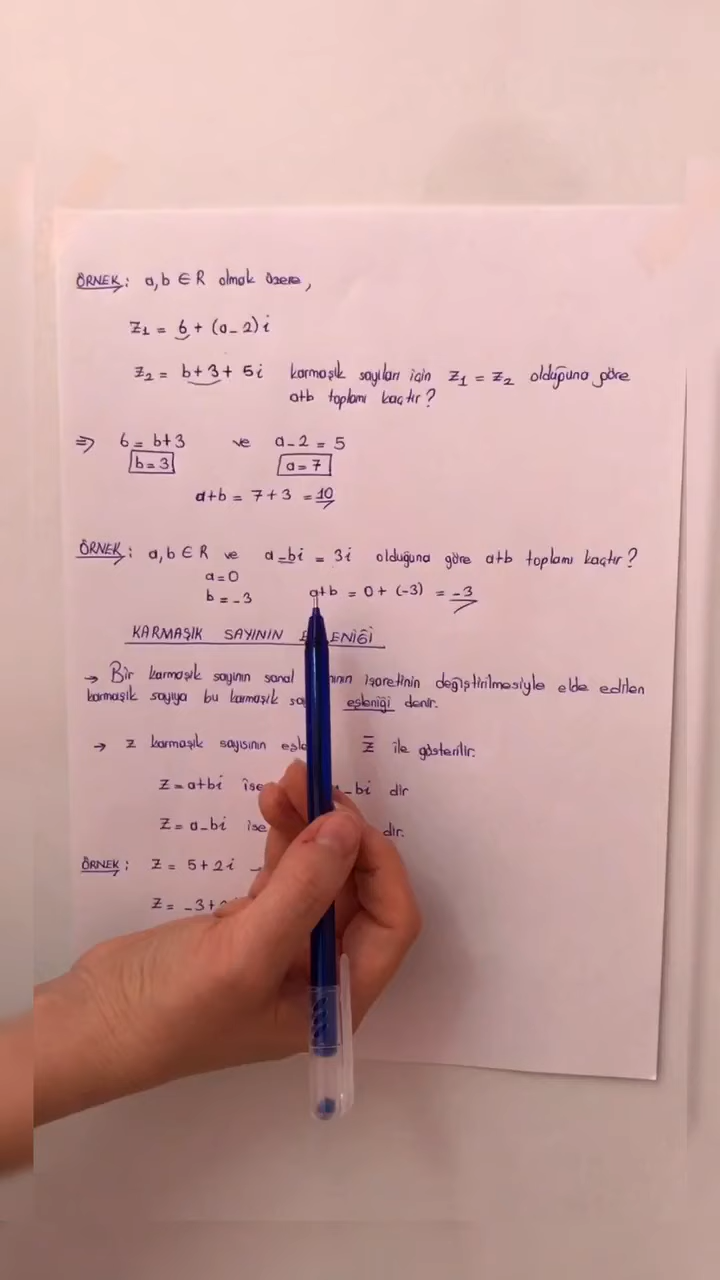 ÖRNEK: a,b ∈ R olmak üzere,
z₁ = 6 + (a-2)i
z₂ = b+3 + 5i karmaşık sayıları için z₁ = z₂ olduğuna göre
a+b toplamı kaçtır?
⇒ 6 = b+3 ve a-2 = 5
b=3 a=7
a+b = 7+3 = 10
ÖRNEK: a,b ∈ R ve a-bi = 3i olduğuna göre a+b toplamı kaçtır?
a=0
b = -3 a+b = 0+ (-3) = -3
KARMAŞIK SAYININ
→ Bir karmaşık sayının sanal işaretinin değiştirilmesiyle elde edilen
karmaşık sayıya bu karmaşık eşleniği denir.
→ z karmaşık sayısının z̄ ile gösterilir.
z=a+bi ise -bi dir
z=a-bi ise dir.
ÖRNEK: z = 5+2i
z = -3+